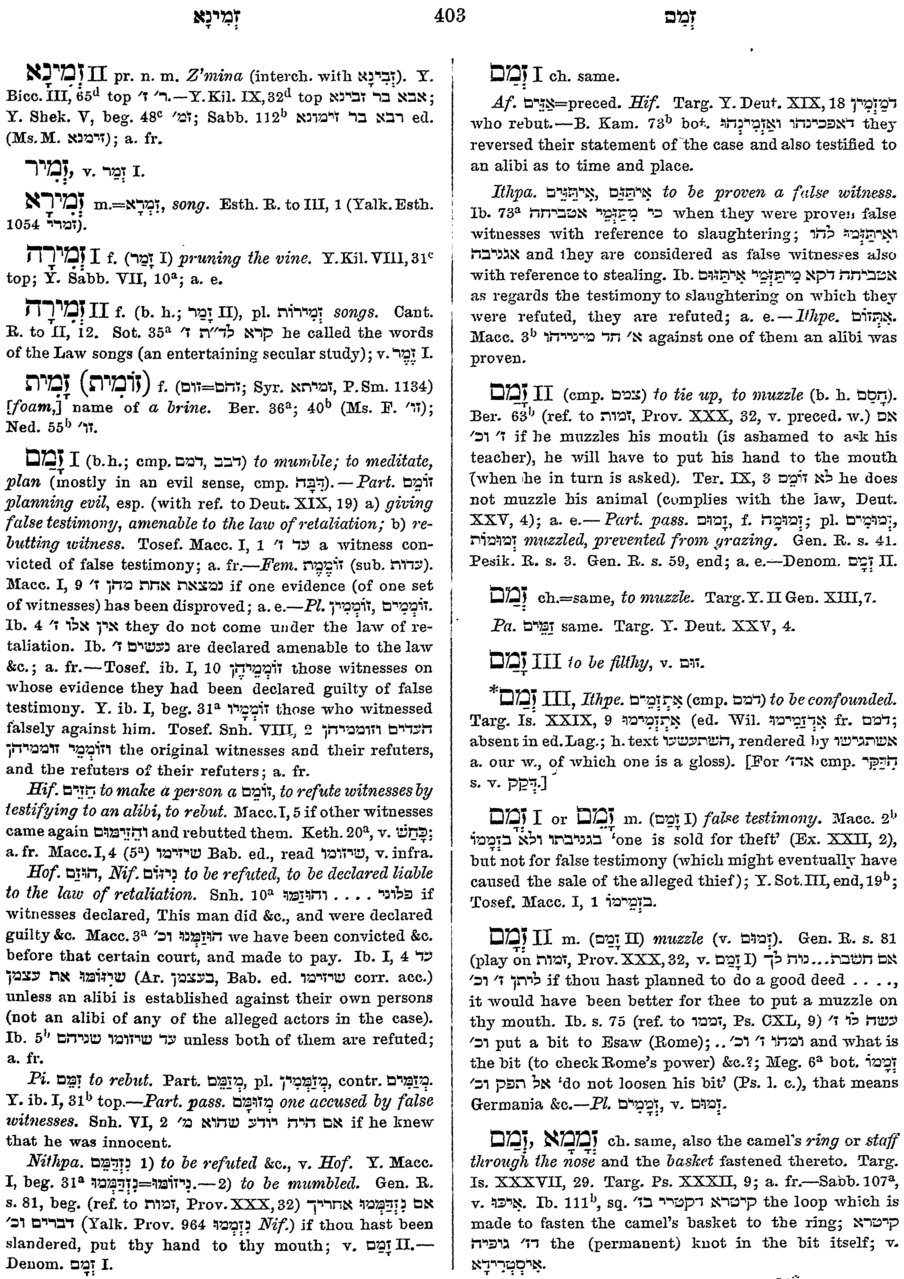 זְמִינָא 403 זְמַם
זְמִינָא II pr. n. m. Z'mina (interch. with זְבִינָא). Y.
Bicc. III, 65d top ר' ז'.—Y. Kil. IX, 32d top אבא בר זבינא;
Y. Shek. V, beg. 48c זמ'; Sabb. 112b רבא בר זימונא ed.
(Ms. M. זימנא); a. fr.
זְמִיר, v. זמר I.
זְמִירָא m.=זִמְרָא, song. Esth. R. to III, 1 (Yalk. Esth.
1054 זמרי).
זְמִירָה I f. (זָמַר I) pruning the vine. Y. Kil. VIII, 31c
top; Y. Sabb. VII, 10a; a. e.
זְמִירָה II f. (b. h.; זָמַר II), pl. זְמִירוֹת songs. Cant.
R. to II, 12. Sot. 35a קרא לד״ת ז' he called the words
of the Law songs (an entertaining secular study); v. זֶמֶר I.
זָמִית (זוֹמִית) f. (זהם=זום; Syr. זמיתא, P. Sm. 1134)
[foam,] name of a brine. Ber. 36a; 40b (Ms. F. זו');
Ned. 55b זו'.
זָמַם I (b. h.; cmp. דמם, דבב) to mumble; to meditate,
plan (mostly in an evil sense, cmp. דִּבָּה).—Part. זוֹמֵם
planning evil, esp. (with ref. to Deut. XIX, 19) a) giving
false testimony, amenable to the law of retaliation; b) re-
butting witness. Tosef. Macc. I, 1 עד ז' a witness con-
victed of false testimony; a. fr.—Fem. זוֹמֶמֶת (sub. עדות).
Macc. I, 9 נמצאת אחת מהן ז' if one evidence (of one set
of witnesses) has been disproved; a. e.—Pl. זוֹמְמִים, זוֹמְמִין.
Ib. 4 אין אלו ז' they do not come under the law of re-
taliation. Ib. נעשים ז' are declared amenable to the law
&c.; a. fr.—Tosef. ib. I, 10 זוֹמְמֵיהֶן those witnesses on
whose evidence they had been declared guilty of false
testimony. Y. ib. I, beg. 31a זוֹמְמָיו those who witnessed
falsely against him. Tosef. Snh. VIII, 2 העדים וזוממיהן
וזוֹמְמֵי זוממיהן the original witnesses and their refuters,
and the refuters of their refuters; a. fr.
Hif. הֵזִים to make a person a זוֹמֵם, to refute witnesses by
testifying to an alibi, to rebut. Macc. I, 5 if other witnesses
came again וְהֱזִימּוּם and rebutted them. Keth. 20a, v. כָּחַשׁ;
a. fr. Macc. I, 4 (5a) שיזימו Bab. ed., read שיזומו, v. infra.
Hof. הוּזַם, Nif. נִיזּוֹם to be refuted, to be declared liable
to the law of retaliation. Snh. 10a פלוני .... והוּזַמּוּ if
witnesses declared, This man did &c., and were declared
guilty &c. Macc. 3a הוּזַמְנוּ וכ' we have been convicted &c.
before that certain court, and made to pay. Ib. I, 4 עד
שיזּוֹמּוּ את עצמן (Ar. בעצמן, Bab. ed. שיזימו corr. acc.)
unless an alibi is established against their own persons
(not an alibi of any of the alleged actors in the case).
Ib. 5b עד שיזומו שניהם unless both of them are refuted;
a. fr.
Pi. זִמֵּם to rebut. Part. מְזַמֵּם, pl. מְזַמְּמִין, contr. מְזַמִּים.
Y. ib. I, 31b top.—Part. pass. מְזוּמָּם one accused by false
witnesses. Snh. VI, 2 אם היה יודע שהוא מ' if he knew
that he was innocent.
Nithpa. נִזְדַּמֵּם 1) to be refuted &c., v. Hof. Y. Macc.
I, beg. 31a נִיזוֹמּוּ=נִזְדַּמְּמוּ.—2) to be mumbled. Gen. R.
s. 81, beg. (ref. to זמות, Prov. XXX, 32) אם נִזְדַּמְּמוּ אחריך
דברים וכ' (Yalk. Prov. 964 נִזְמְמוּ Nif.) if thou hast been
slandered, put thy hand to thy mouth; v. זָמַם II.—
Denom. זְמָם I.
זְמַם I ch. same.
Af. אַזֵּים=preced. Hif. Targ. Y. Deut. XIX, 18 דמַזְמִין
who rebut.—B. Kam. 73b bot. דאפכינהו ואַזְמִינְהוּ they
reversed their statement of the case and also testified to
an alibi as to time and place.
Ithpa. אִיתַּזַּם, אִיתַּזּוּם to be proven a false witness.
Ib. 73a כי מִתַּזְמֵי אטביחה when they were proven false
witnesses with reference to slaughtering; ואִיתַּזְמוּ להו
אגניבה and they are considered as false witnesses also
with reference to stealing. Ib. אטביחה דקא מִיתַּזְמֵי אִיתַּזּוּם
as regards the testimony to slaughtering on which they
were refuted, they are refuted; a. e.—Ithpe. אִתְּזוֹם.
Macc. 3b א' חד מינייהו against one of them an alibi was
proven.
זָמַם II (cmp. צמם) to tie up, to muzzle (b. h. חָסַם).
Ber. 63b (ref. to זמות, Prov. XXX, 32, v. preced. w.) אם
ז' וכ' if he muzzles his mouth (is ashamed to ask his
teacher), he will have to put his hand to the mouth
(when he in turn is asked). Ter. IX, 3 לא זוֹמֵם he does
not muzzle his animal (complies with the law, Deut.
XXV, 4); a. e.—Part. pass. זָמוּם, f. זְמוּמָה; pl. זְמוּמִים,
זְמוּמוֹת muzzled, prevented from grazing. Gen. R. s. 41.
Pesik. R. s. 3. Gen. R. s. 59, end; a. e.—Denom. זְמָם II.
זְמַם ch.=same, to muzzle. Targ. Y. II Gen. XIII, 7.
Pa. זַמֵּים same. Targ. Y. Deut. XXV, 4.
זָמַם III to be filthy, v. זום.
*זְמַם III, Ithpe. אִתְזְמִים (cmp. דמם) to be confounded.
Targ. Is. XXIX, 9 אִתְזְמִימוּ (ed. Wil. אִזְדְמִימוּ fr. דמם;
absent in ed. Lag.; h. text השתעשעו, rendered by אשתגישו
a. our w., of which one is a gloss). [For אזד' cmp. הִדַּקֵּר
s. v. דְּקַק.]
זְמָם I or זֹמָם m. (זָמַם I) false testimony. Macc. 2b
בגניבתו ולא בִזְמָמוֹ 'one is sold for theft' (Ex. XXII, 2),
but not for false testimony (which might eventually have
caused the sale of the alleged thief); Y. Sot. III, end, 19b;
Tosef. Macc. I, 1 בזְמִימוֹ.
זְמָם II m. (זָמַם II) muzzle (v. זָמוּם). Gen. R. s. 81
(play on זמות, Prov. XXX, 32, v. זָמַם I) אם חשבת...נוח לך
ליתן ז' וכ' if thou hast planned to do a good deed ....,
it would have been better for thee to put a muzzle on
thy mouth. Ib. s. 75 (ref. to זממו, Ps. CXL, 9) עשה לו ז'
וכ' put a bit to Esaw (Rome); .. ומהו ז' וכ' and what is
the bit (to check Rome's power) &c.?; Meg. 6a bot. זְמָמוֹ
אל תפק וכ' 'do not loosen his bit' (Ps. l. c.), that means
Germania &c.—Pl. זְמָמִים, v. זָמוּם.
זְמָם, זְמָמָא ch. same, also the camel's ring or staff
through the nose and the basket fastened thereto. Targ.
Is. XXXVII, 29. Targ. Ps. XXXII, 9; a. fr.—Sabb. 107a,
v. אִיכּוּ. Ib. 111b, sq. קיטרא דקטרי בז' the loop which is
made to fasten the camel's basket to the ring; קיטרא
דז' גופיה the (permanent) knot in the bit itself; v.
אִיסְטְרִידָא.